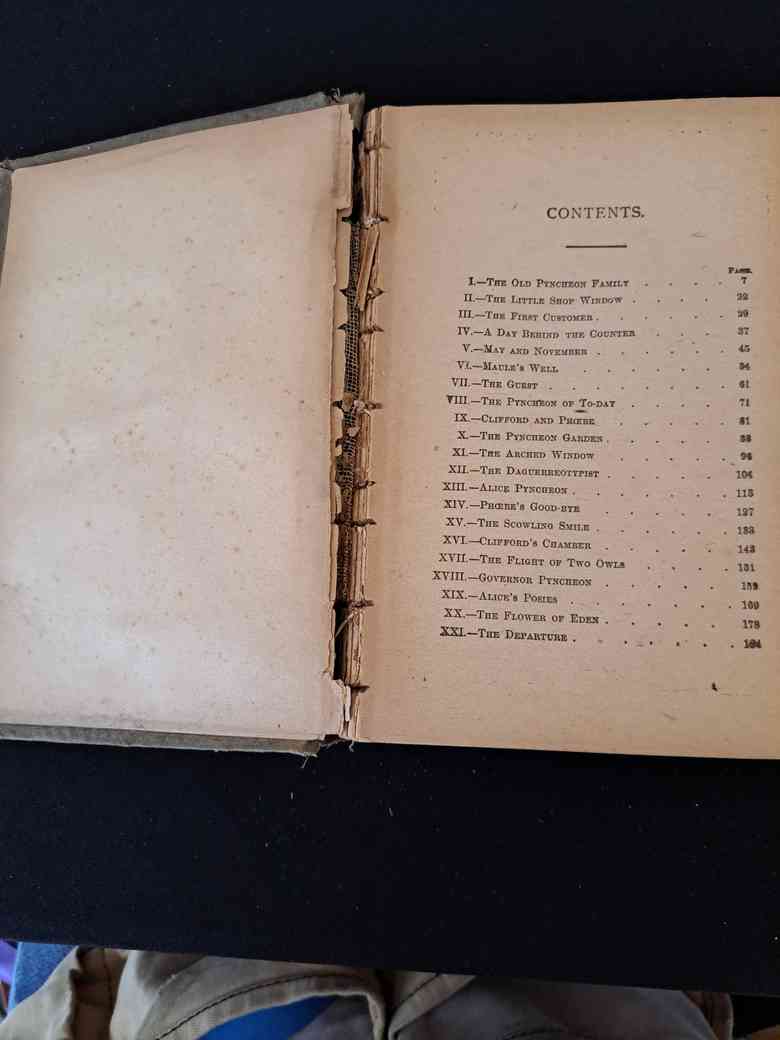 CONTENTS.
PAGE.
I.—THE OLD PYNCHEON FAMILY . . . . 7
II.—THE LITTLE SHOP WINDOW . . . . 22
III.—THE FIRST CUSTOMER . . . . . 29
IV.—A DAY BEHIND THE COUNTER . . . . 37
V.—MAY AND NOVEMBER . . . . . 45
VI.—MAULE'S WELL . . . . . 54
VII.—THE GUEST . . . . . . 61
VIII.—THE PYNCHEON OF TO-DAY . . . . 71
IX.—CLIFFORD AND PHŒBE . . . . 81
X.—THE PYNCHEON GARDEN . . . . . 88
XI.—THE ARCHED WINDOW . . . . 96
XII.—THE DAGUERREOTYPIST . . . . . 104
XIII.—ALICE PYNCHEON . . . . . 113
XIV.—PHŒBE'S GOOD-BYE . . . . . 127
XV.—THE SCOWLING SMILE . . . . . 133
XVI.—CLIFFORD'S CHAMBER . . . . . 143
XVII.—THE FLIGHT OF TWO OWLS . . . . 151
XVIII.—GOVERNOR PYNCHEON . . . . . 159
XIX.—ALICE'S POSIES . . . . . 169
XX.—THE FLOWER OF EDEN . . . . . 178
XXI.—THE DEPARTURE . . . . . . 184